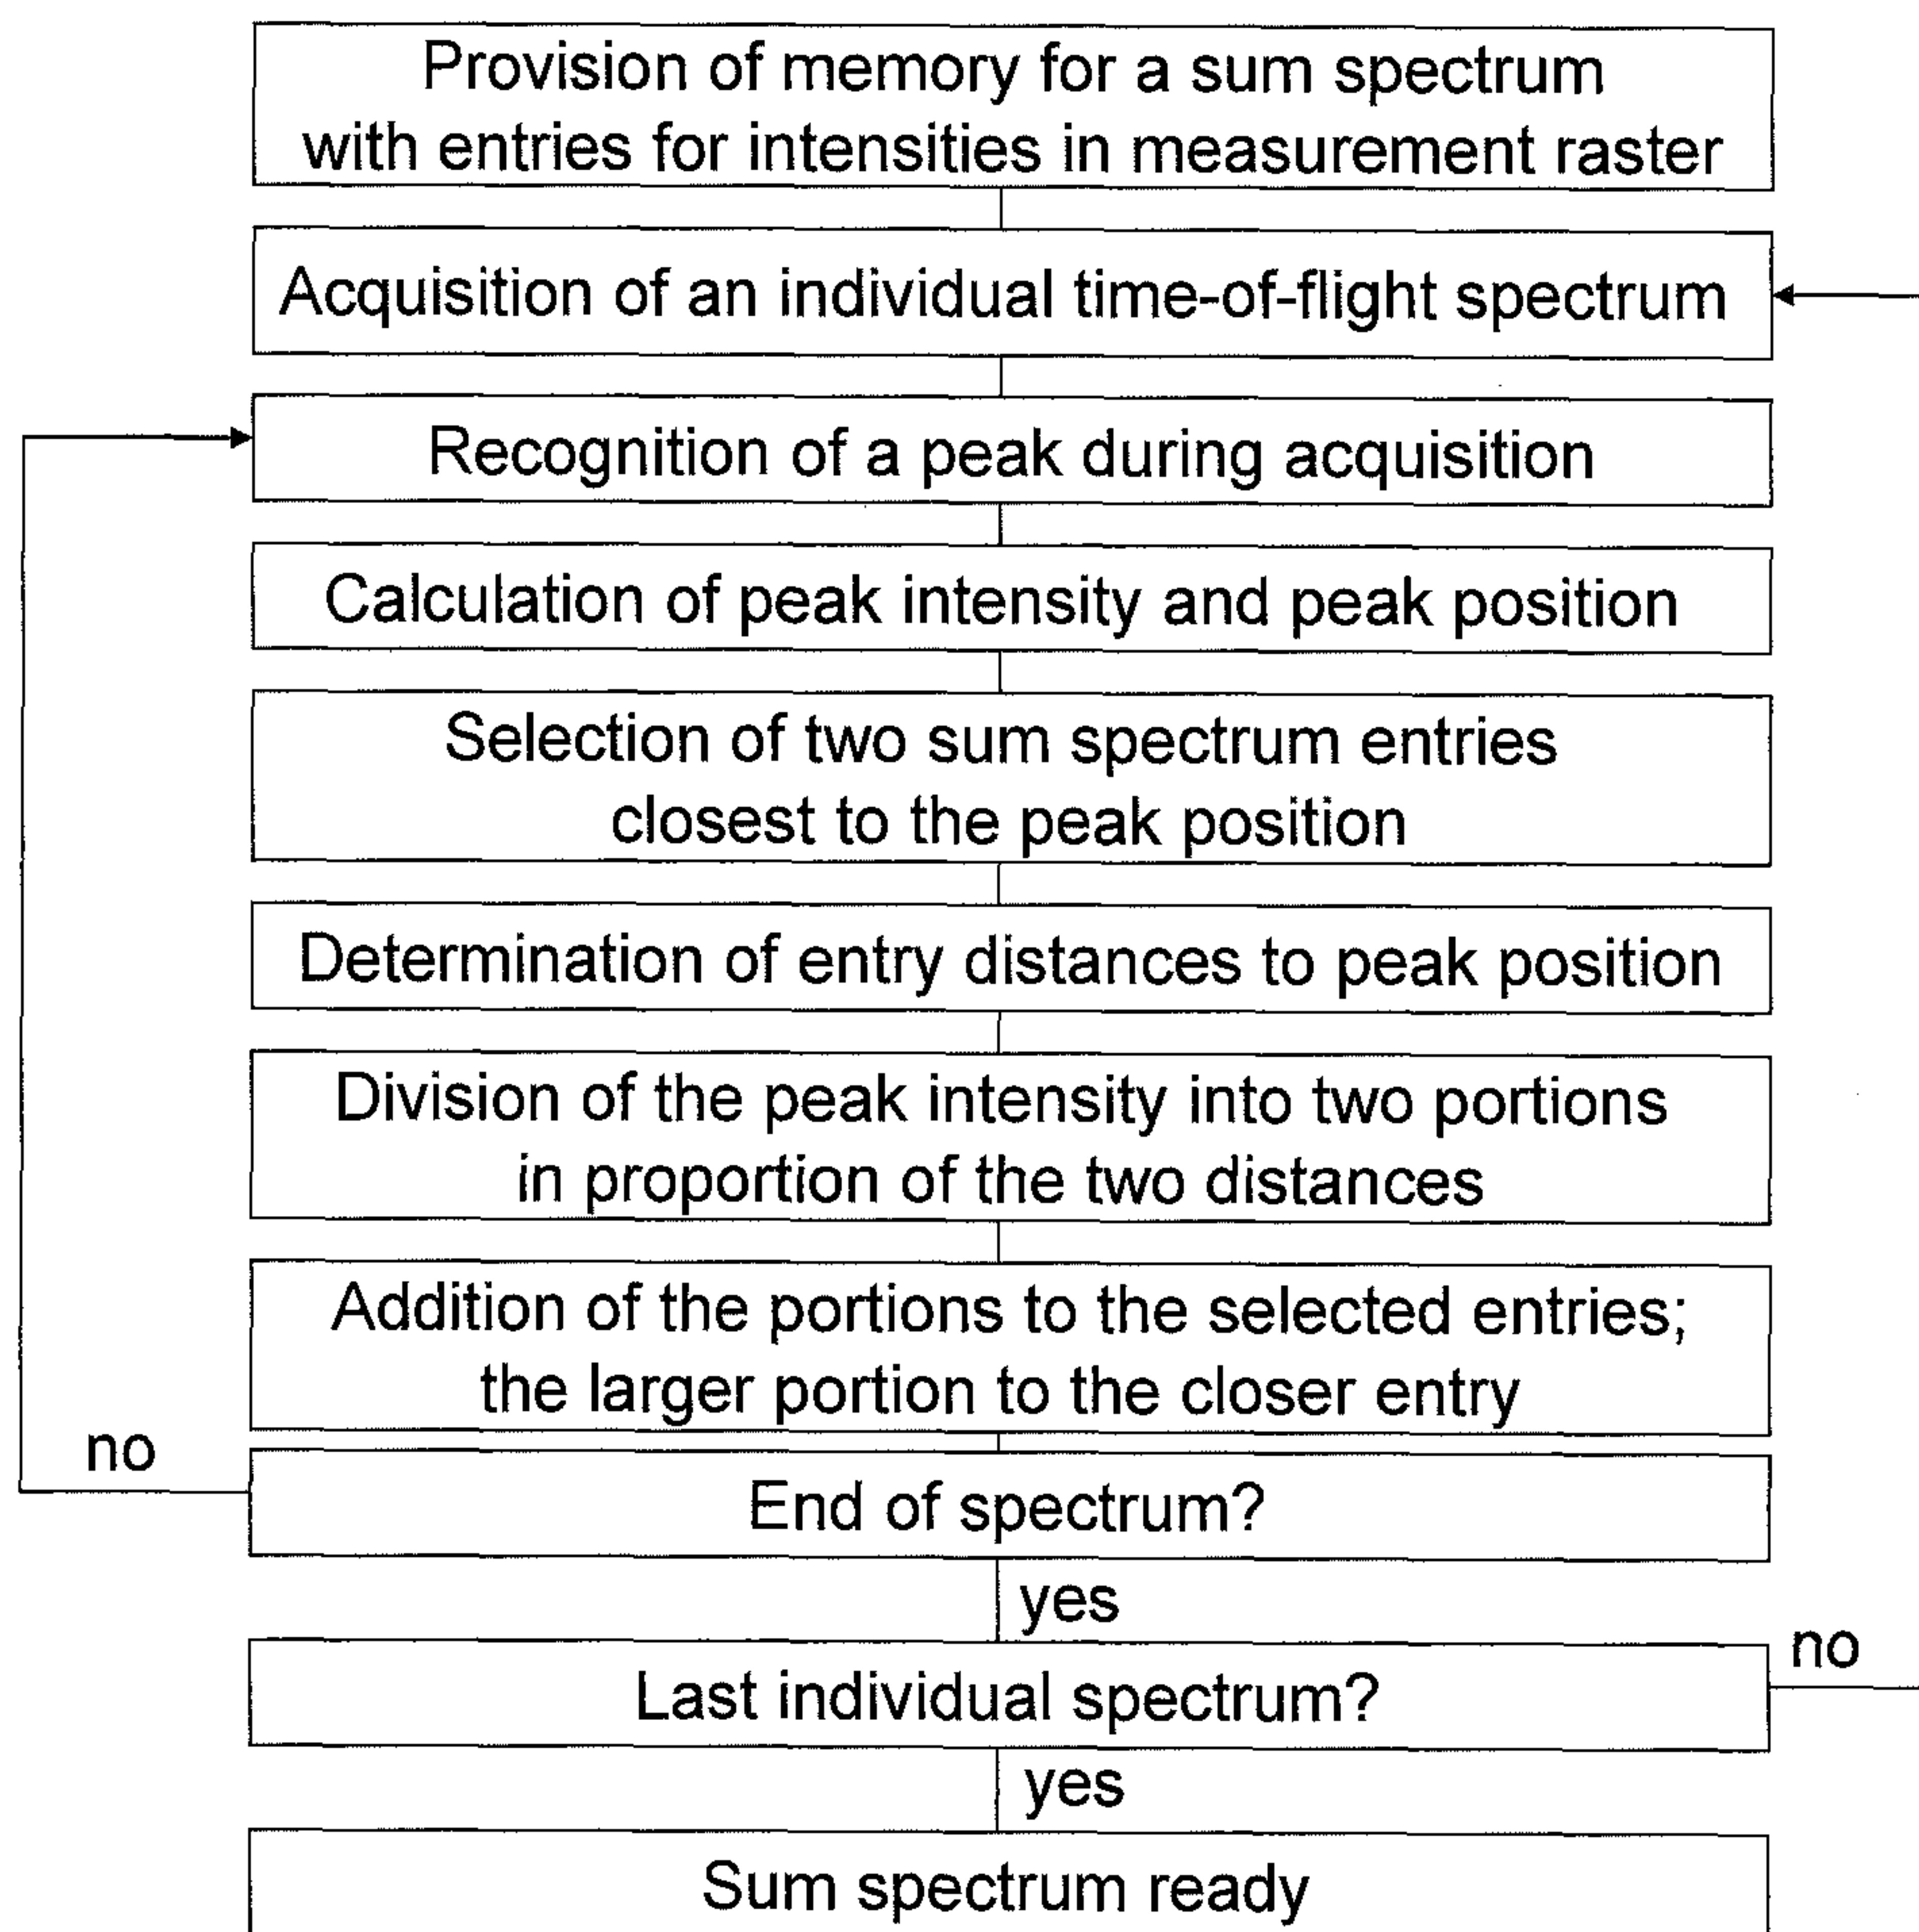 Provision of memory for a sum spectrum
with entries for intensities in measurement raster
Acquisition of an individual time-of-flight spectrum
Recognition of a peak during acquisition
Calculation of peak intensity and peak position
Selection of two sum spectrum entries
closest to the peak position
Determination of entry distances to peak position
Division of the peak intensity into two portions
in proportion of the two distances
Addition of the portions to the selected entries;
the larger portion to the closer entry
no
End of spectrum?
yes
no
Last individual spectrum?
yes
Sum spectrum ready